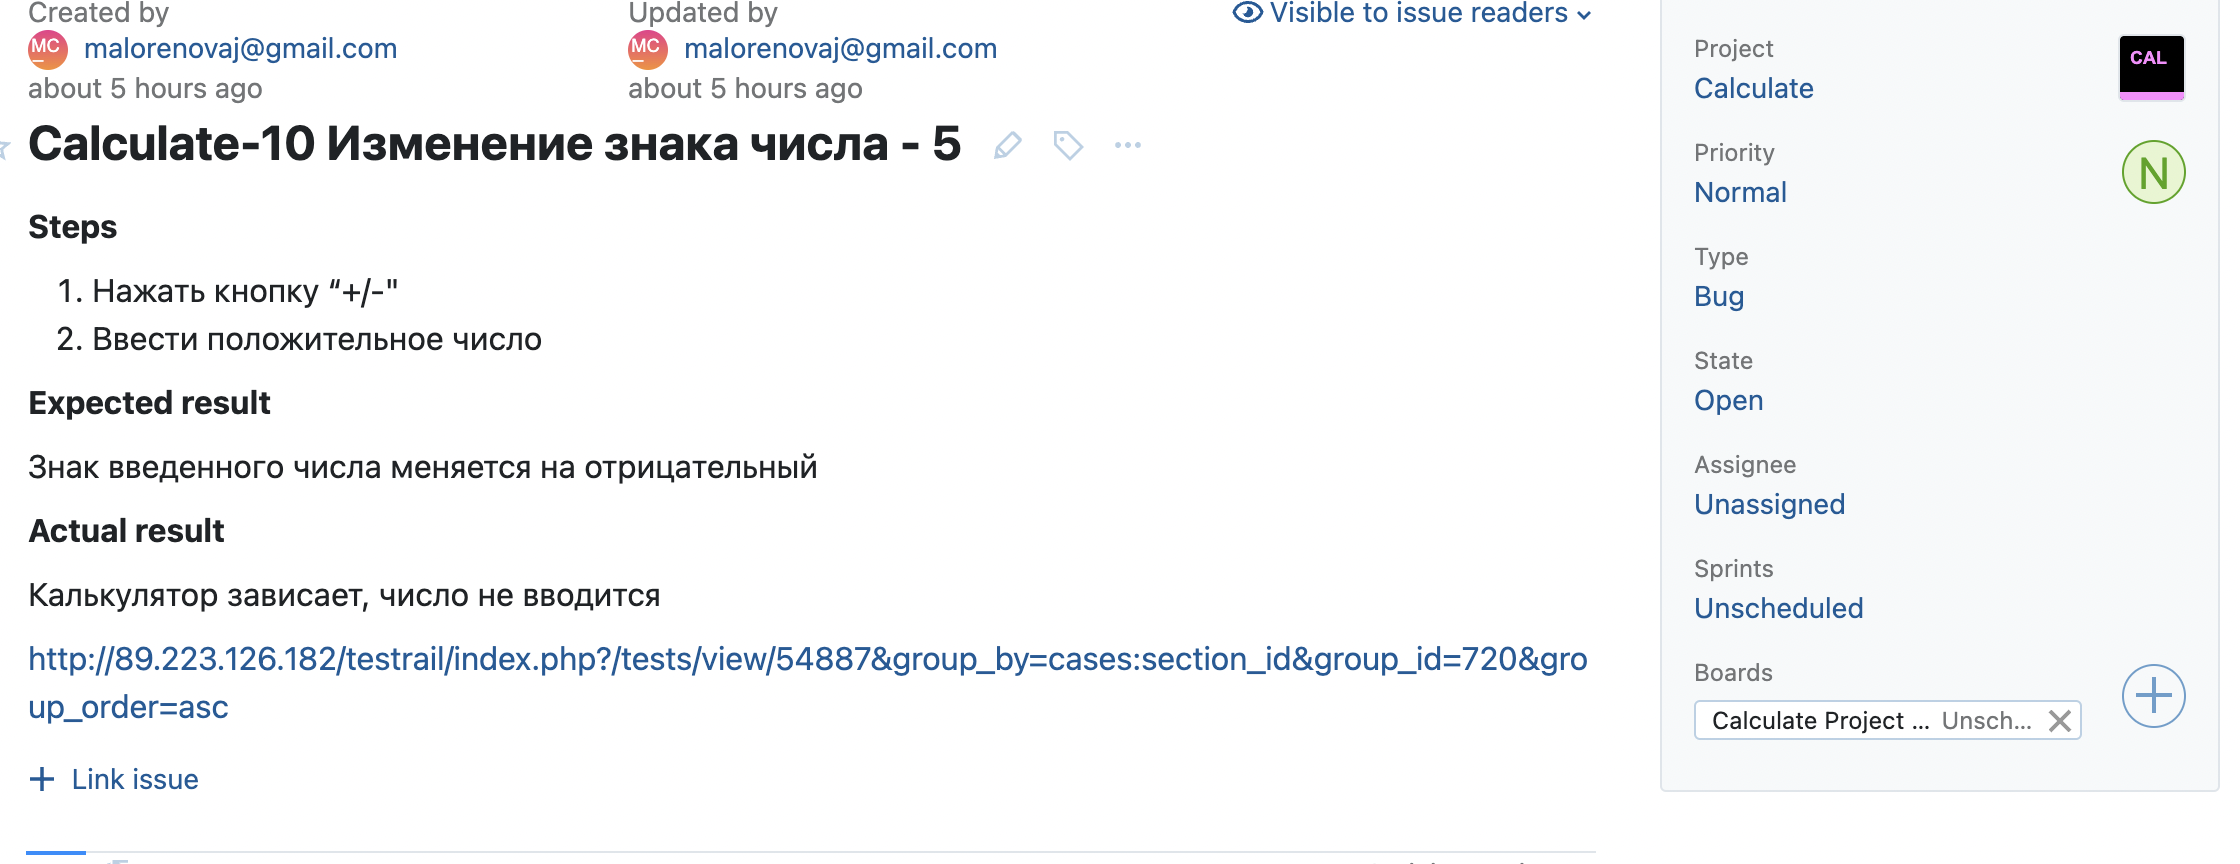 Created by
Updated by
Visible to issue readers
MC malorenovaj@gmail.com
MC malorenovaj@gmail.com
about 5 hours ago
about 5 hours ago
Calculate-10 Изменение знака числа - 5
Steps
1. Нажать кнопку “+/-"
2. Ввести положительное число
Expected result
Знак введенного числа меняется на отрицательный
Actual result
Калькулятор зависает, число не вводится
http://89.223.126.182/testrail/index.php?/tests/view/54887&group_by=cases:section_id&group_id=720&gro
up_order=asc
+ Link issue
Project
Calculate
CAL
Priority
Normal
N
Type
Bug
State
Open
Assignee
Unassigned
Sprints
Unscheduled
Boards
Calculate Project ... Unsch...